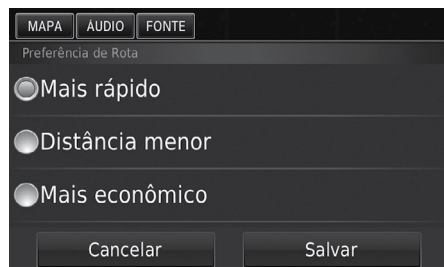 MAPA ÁUDIO FONTE
Preferência de Rota
Mais rápido
Distância menor
Mais econômico
Cancelar Salvar